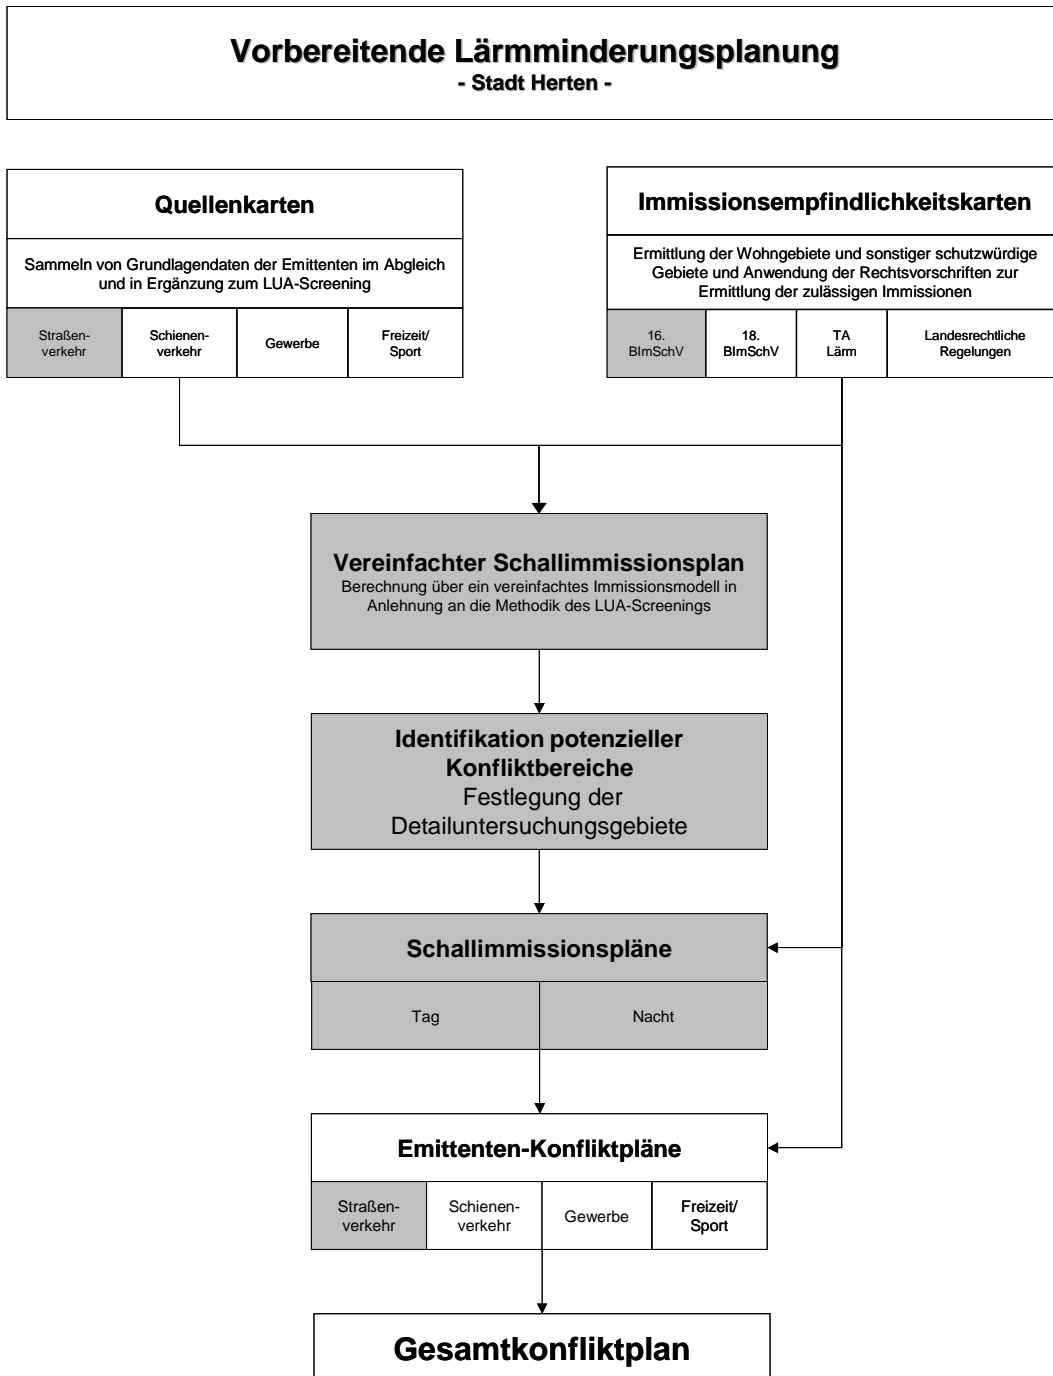 Vorbereitende Lärmminderungsplanung
- Stadt Herten -
Quellenkarten
Sammeln von Grundlagendaten der Emittenten im Abgleich
und in Ergänzung zum LUA-Screening
Straßen-
verkehr
Schienen-
verkehr
Gewerbe
Freizeit/
Sport
Immissionsempfindlichkeitskarten
Ermittlung der Wohngebiete und sonstiger schutzwürdige
Gebiete und Anwendung der Rechtsvorschriften zur
Ermittlung der zulässigen Immissionen
16.
BImSchV
18.
BImSchV
TA
Lärm
Landesrechtliche
Regelungen
Vereinfachter Schallimmissionsplan
Berechnung über ein vereinfachtes Immissionsmodell in
Anlehnung an die Methodik des LUA-Screenings
Identifikation potenzieller
Konfliktbereiche
Festlegung der
Detailuntersuchungsgebiete
Schallimmissionspläne
Tag
Nacht
Emittenten-Konfliktpläne
Straßen-
verkehr
Schienen-
verkehr
Gewerbe
Freizeit/
Sport
Gesamtkonfliktplan